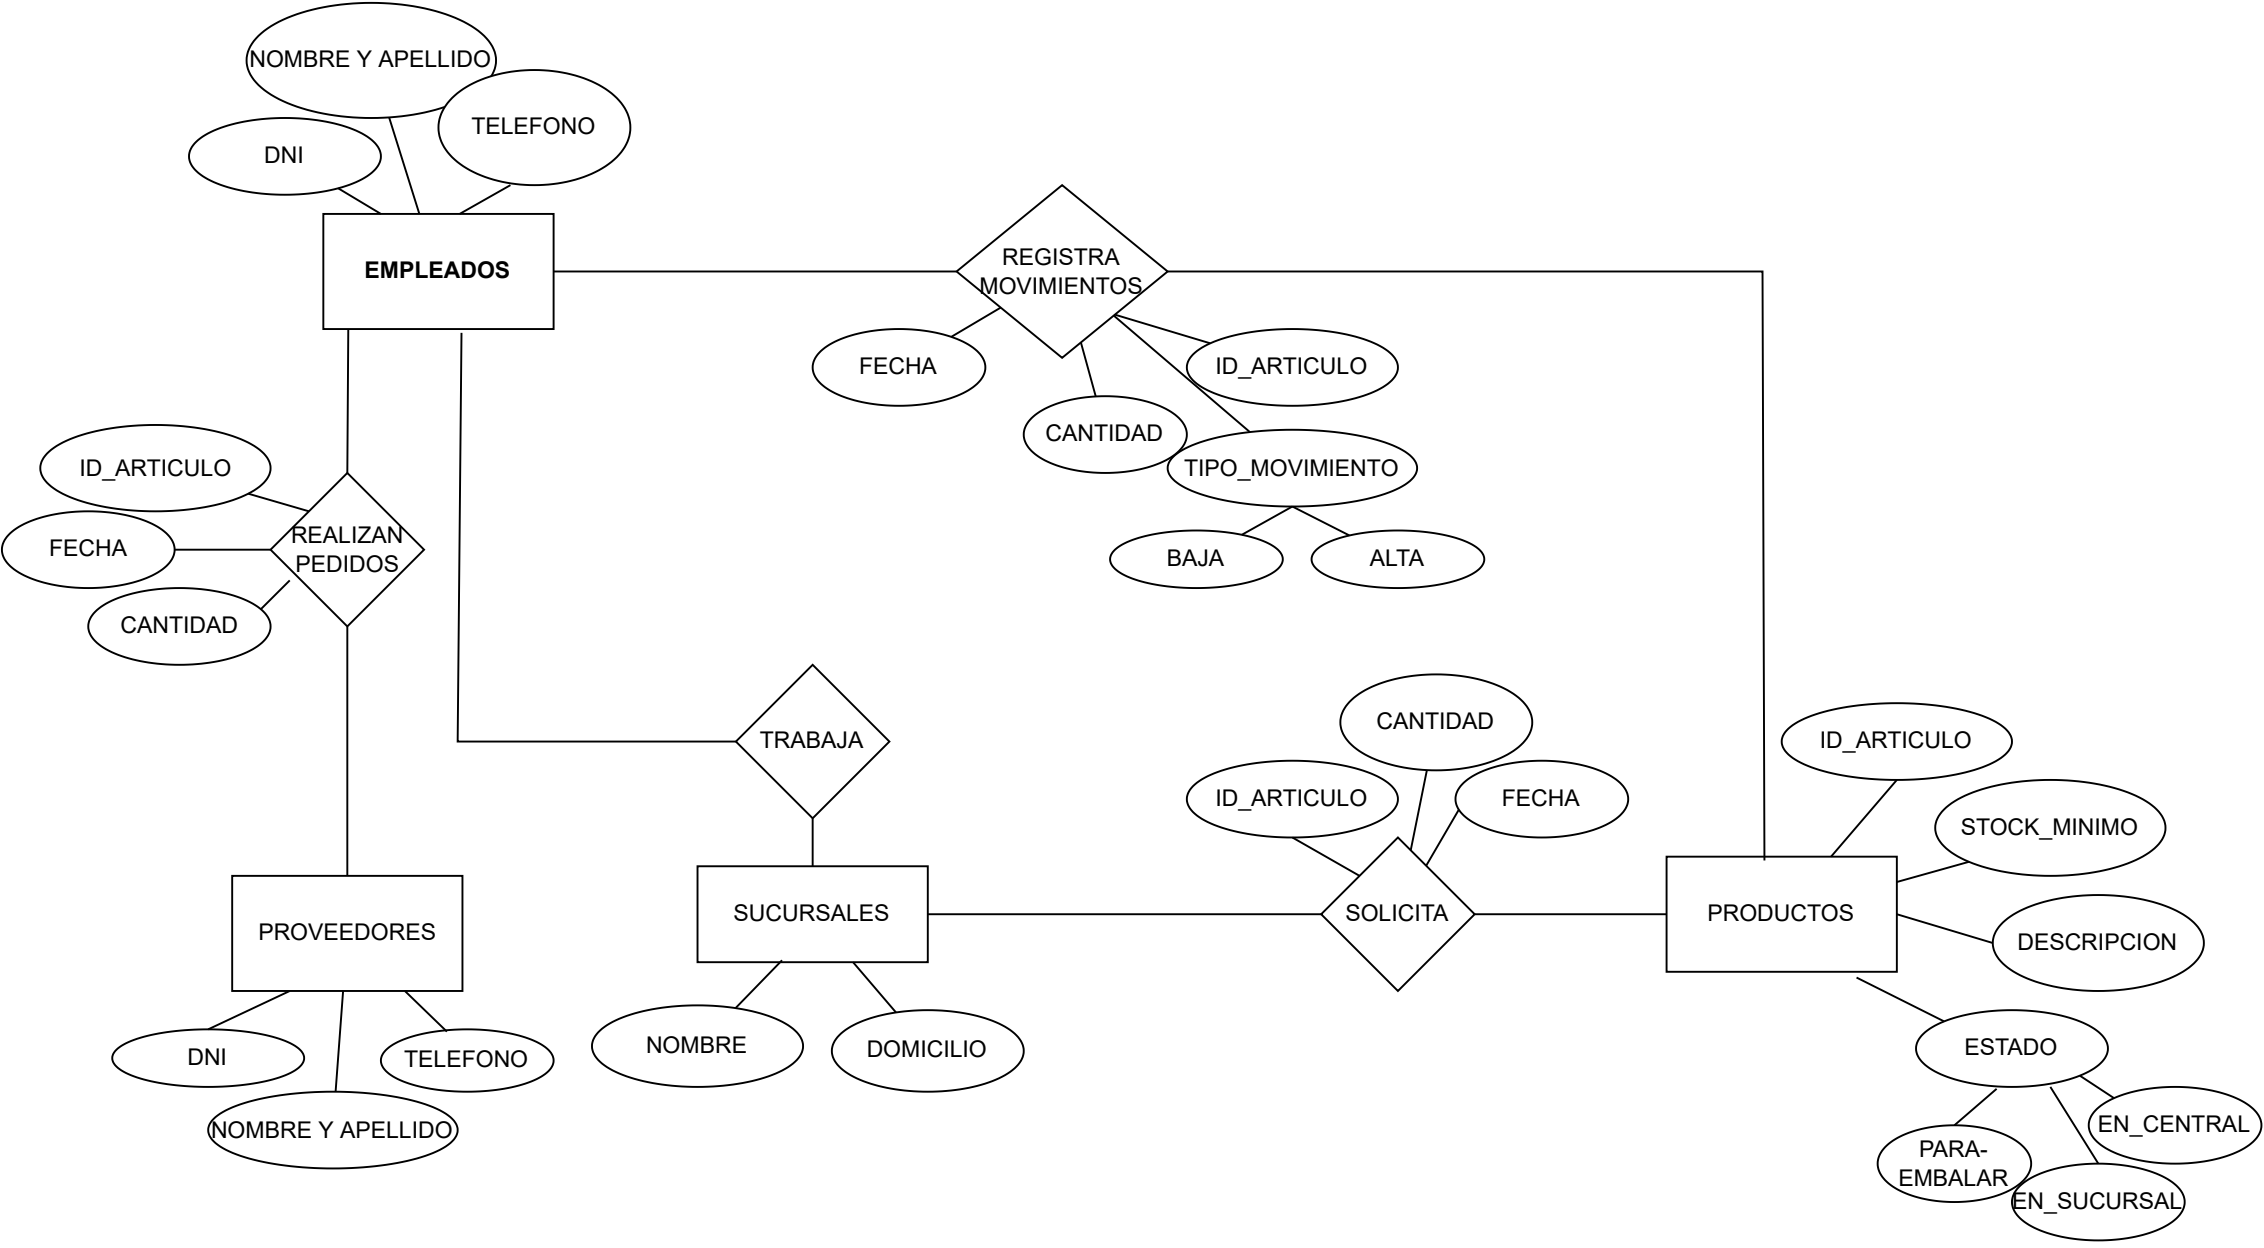 NOMBRE Y APELLIDO
TELEFONO
DNI
EMPLEADOS
REGISTRA
MOVIMIENTOS
FECHA
ID_ARTICULO
CANTIDAD
TIPO_MOVIMIENTO
BAJA
ALTA
ID_ARTICULO
FECHA
REALIZAN
PEDIDOS
CANTIDAD
TRABAJA
CANTIDAD
ID_ARTICULO
FECHA
ID_ARTICULO
STOCK_MINIMO
PROVEEDORES
SUCURSALES
SOLICITA
PRODUCTOS
DESCRIPCION
DNI
TELEFONO
NOMBRE Y APELLIDO
NOMBRE
DOMICILIO
ESTADO
EN_CENTRAL
PARA-
EMBALAR
EN_SUCURSAL